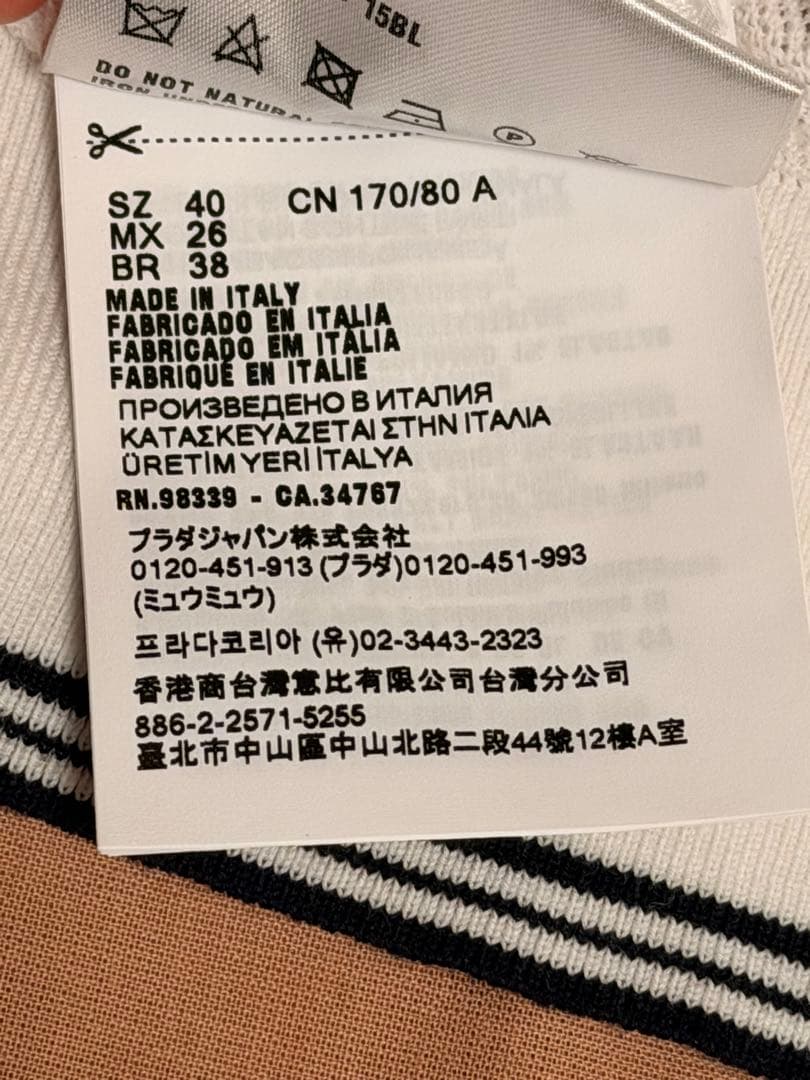 15BL
DO NOT NATURAL
SZ 40 CN 170/80 A
MX 26
BR 38
MADE IN ITALY
FABRICADO EN ITALIA
FABRICADO EM ITÀLIA
FABRIQUÉ EN ITALIE
ПРОИЗВЕДЕНО В ИТАЛИЯ
ΚΑΤΑΣΚΕΥΑΖΕΤΑΙ ΣΤΗΝ ΙΤΑΛΙΑ
ÜRETİM YERİ İTALYA
RN.98339 - CA.34767
プラダジャパン株式会社
0120-451-913 (プラダ)0120-451-993
(ミュウミュウ)
프라다코리아 (유)02-3443-2323
香港商台灣惠比有限公司台灣分公司
886-2-2571-5255
臺北市中山區中山北路二段44號12樓A室